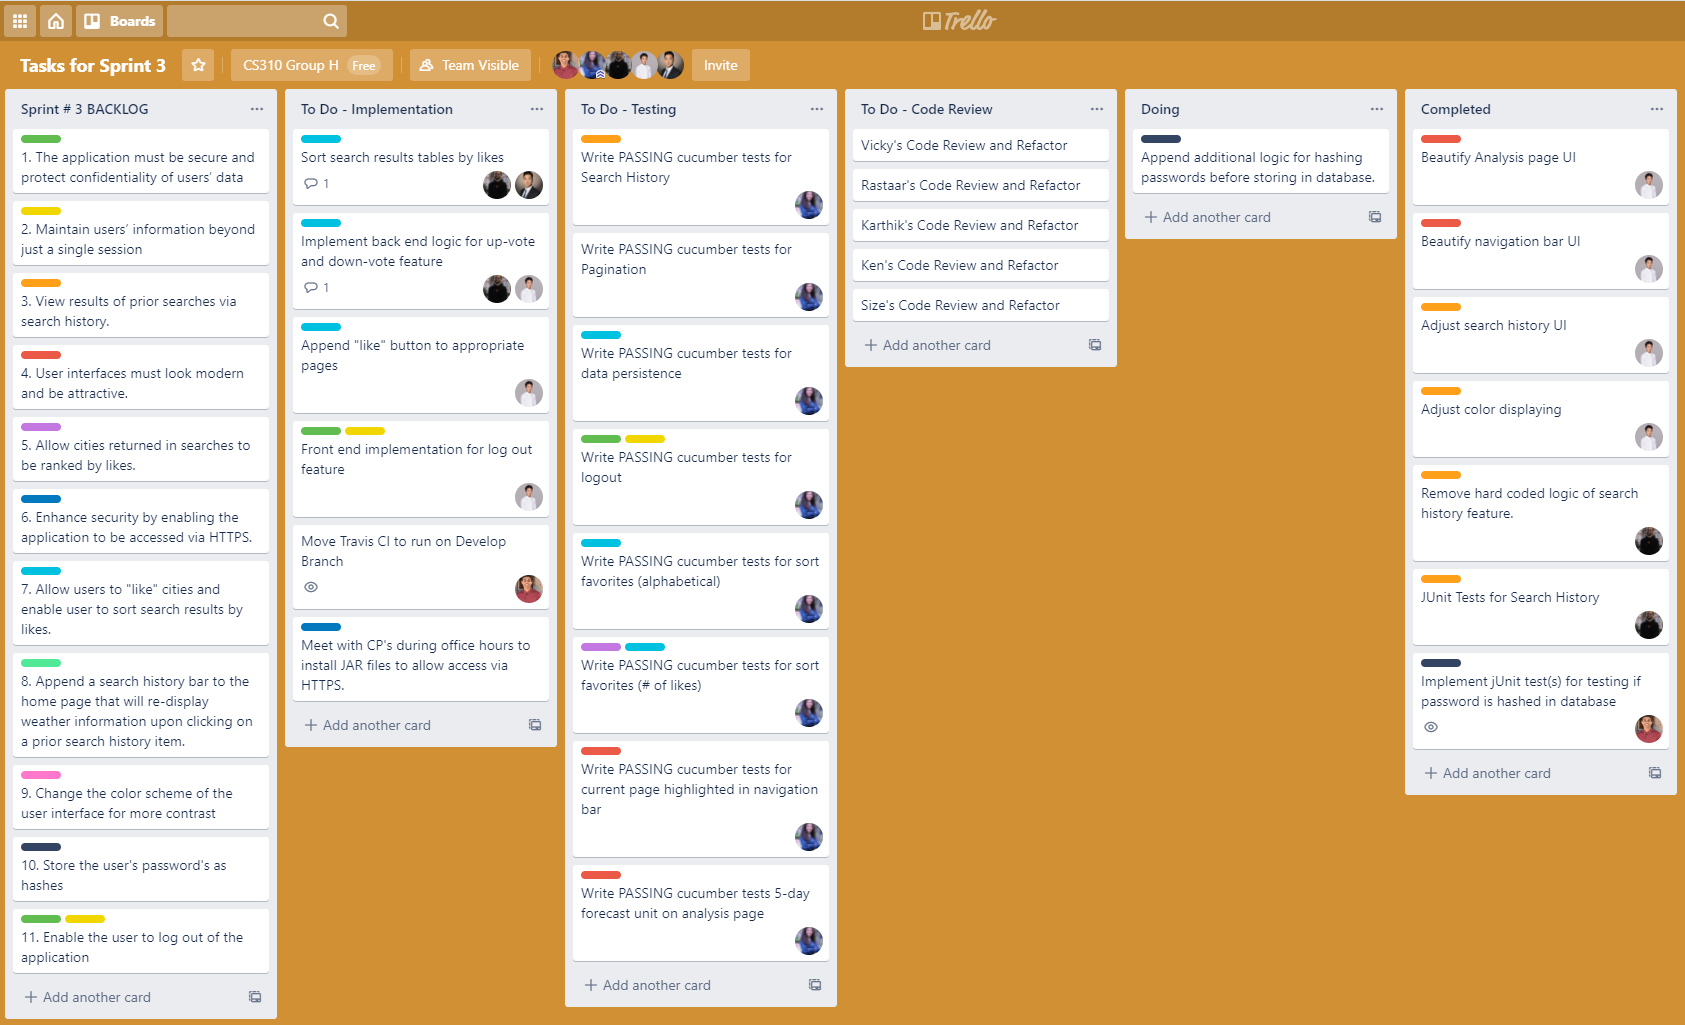 Boards
Trello
Tasks for Sprint 3
CS310 Group H Free
Team Visible
Invite
Sprint # 3 BACKLOG
1. The application must be secure and
protect confidentiality of users' data
2. Maintain users' information beyond
just a single session
3. View results of prior searches via
search history.
4. User interfaces must look modern
and be attractive.
5. Allow cities returned in searches to
be ranked by likes.
6. Enhance security by enabling the
application to be accessed via HTTPS.
7. Allow users to "like" cities and
enable user to sort search results by
likes.
8. Append a search history bar to the
home page that will re-display
weather information upon clicking on
a prior search history item.
9. Change the color scheme of the
user interface for more contrast
10. Store the user's password's as
hashes
11. Enable the user to log out of the
application
Add another card
To Do - Implementation
Sort search results tables by likes
1
Implement back end logic for up-vote
and down-vote feature
1
Append "like" button to appropriate
pages
Front end implementation for log out
feature
Move Travis CI to run on Develop
Branch
Meet with CP's during office hours to
install JAR files to allow access via
HTTPS.
Add another card
To Do - Testing
Write PASSING cucumber tests for
Search History
Write PASSING cucumber tests for
Pagination
Write PASSING cucumber tests for
data persistence
Write PASSING cucumber tests for
logout
Write PASSING cucumber tests for sort
favorites (alphabetical)
Write PASSING cucumber tests for sort
favorites (# of likes)
Write PASSING cucumber tests for
current page highlighted in navigation
bar
Write PASSING cucumber tests 5-day
forecast unit on analysis page
Add another card
To Do - Code Review
Vicky's Code Review and Refactor
Rastaar's Code Review and Refactor
Karthik's Code Review and Refactor
Ken's Code Review and Refactor
Size's Code Review and Refactor
Add another card
Doing
Append additional logic for hashing
passwords before storing in database.
Add another card
Completed
Beautify Analysis page UI
Beautify navigation bar UI
Adjust search history UI
Adjust color displaying
Remove hard coded logic of search
history feature.
JUnit Tests for Search History
Implement jUnit test(s) for testing if
password is hashed in database
Add another card